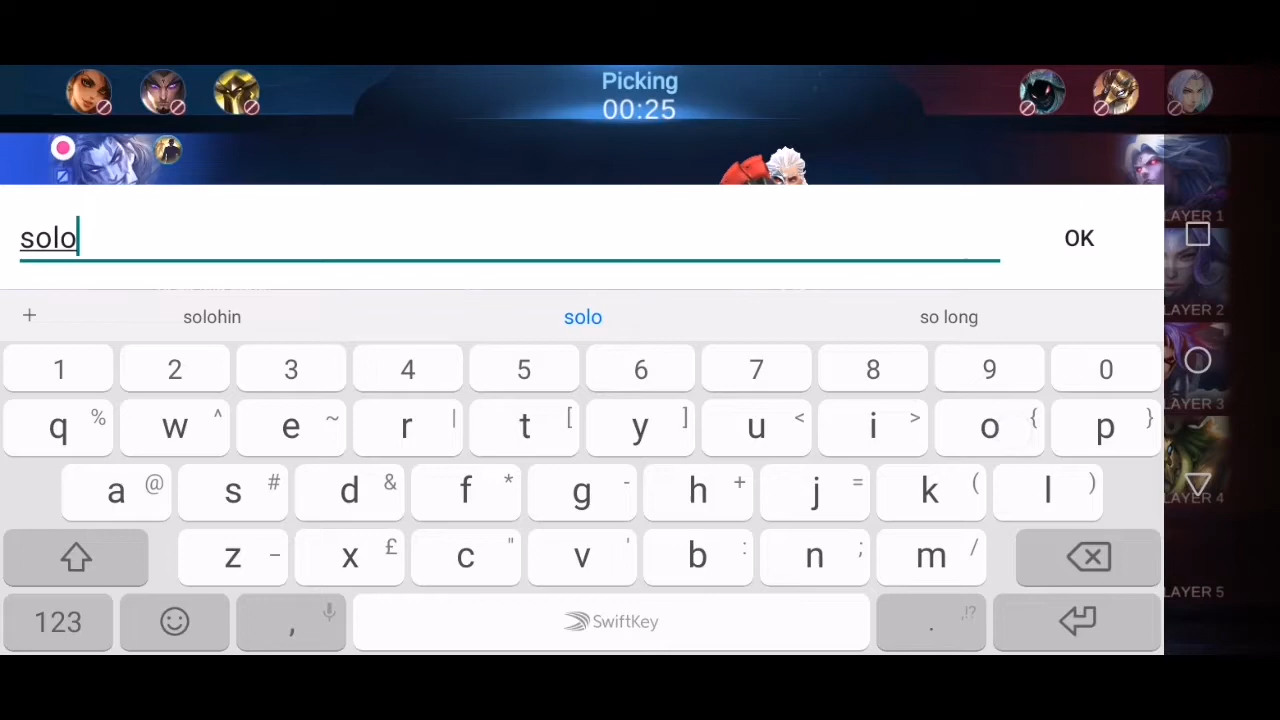 Picking
00:25
solo
OK
+ solohin solo so long
1 2 3 4 5 6 7 8 9 0
q % w ^ e ~ r | t [ y ] u < i > o { p }
a @ s # d & f * g - h + j = k ( l )
z _ x £ c " v ' b : n ; m /
123 , SwiftKey . ,!?
LAYER 1
LAYER 2
LAYER 3
LAYER 4
LAYER 5